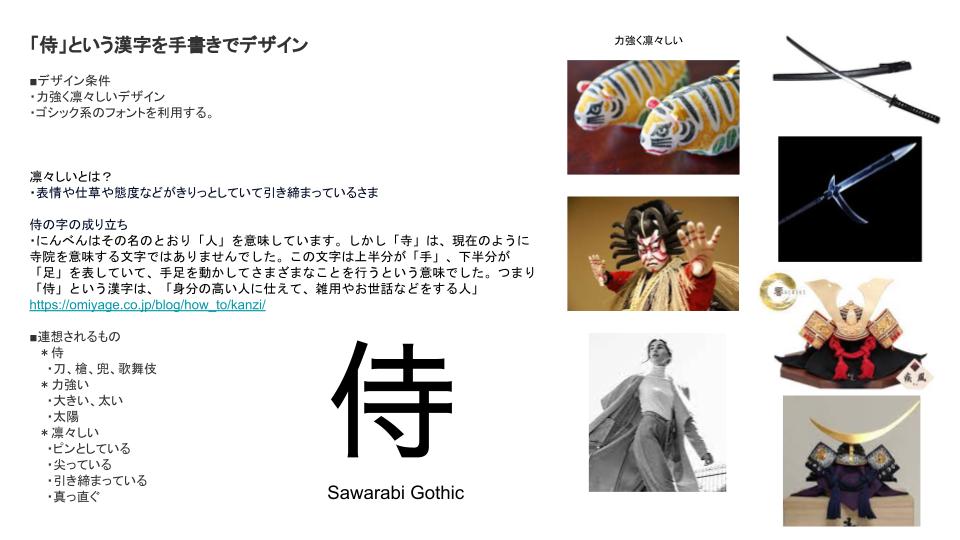 「侍」という漢字を手書きでデザイン
■デザイン条件
・力強く凛々しいデザイン
・ゴシック系のフォントを利用する。
凛々しいとは？
・表情や仕草や態度などがきりっとしていて引き締まっているさま
侍の字の成り立ち
・にんべんはその名のとおり「人」を意味しています。しかし「寺」は、現在のように
寺院を意味する文字ではありませんでした。この文字は上半分が「手」、下半分が
「足」を表していて、手足を動かしてさまざまなことを行うという意味でした。つまり
「侍」という漢字は、「身分の高い人に仕えて、雑用やお世話などをする人」
https://omiyage.co.jp/blog/how_to/kanzi/
■連想されるもの
＊侍
・刀、槍、兜、歌舞伎
＊力強い
・大きい、太い
・太陽
＊凛々しい
・ピンとしている
・尖っている
・引き締まっている
・真っ直ぐ
侍
Sawarabi Gothic
力強く凛々しい
疾風